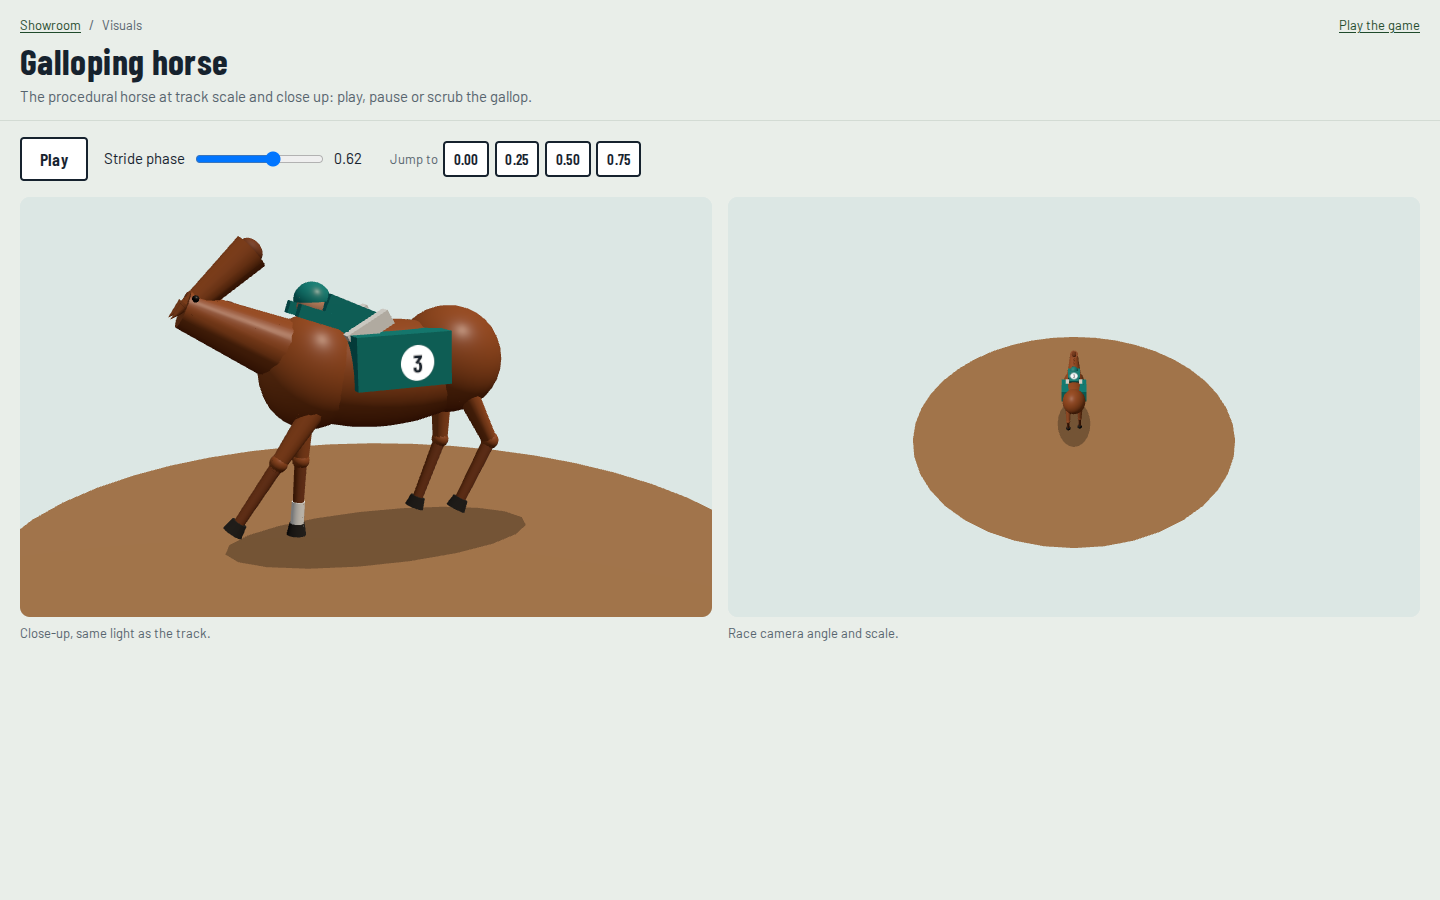 Showroom / Visuals
Play the game
Galloping horse
The procedural horse at track scale and close up: play, pause or scrub the gallop.
Play Stride phase 0.62 Jump to 0.00 0.25 0.50 0.75
3
Close-up, same light as the track.
Race camera angle and scale.